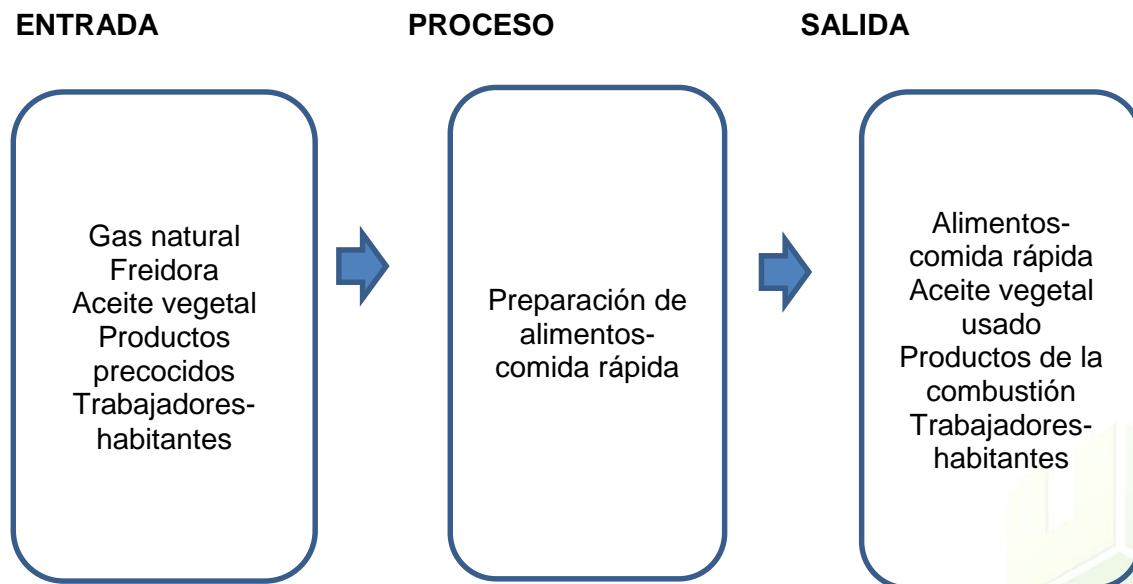 ENTRADA
PROCESO
SALIDA
Gas natural
Freidora
Aceite vegetal
Productos
precocidos
Trabajadores-
habitantes
Preparación de
alimentos-
comida rápida
Alimentos-
comida rápida
Aceite vegetal
usado
Productos de la
combustión
Trabajadores-
habitantes